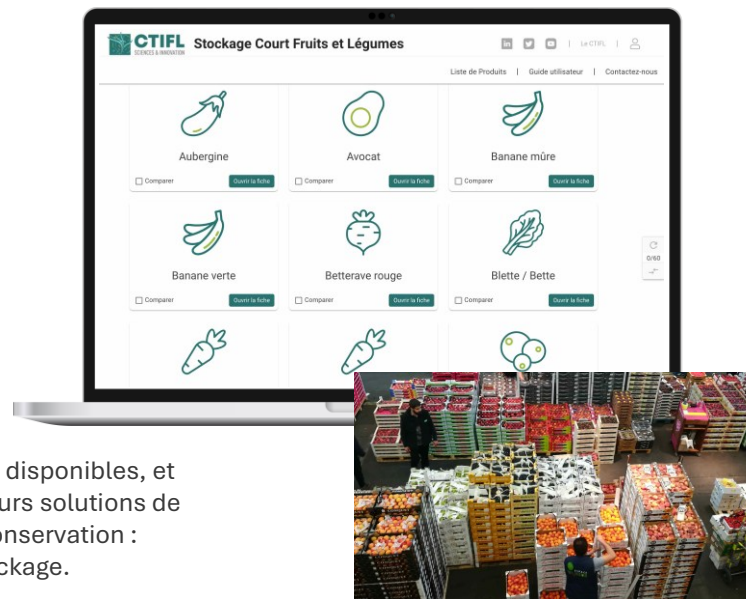 CTIFL
SCIENCES & INNOVATION
Stockage Court Fruits et Légumes
in
Le CTIFL
Liste de Produits | Guide utilisateur | Contactez-nous
Aubergine
Avocat
Banane mûre
Comparer
Ouvrir la fiche
Comparer
Ouvrir la fiche
Comparer
Ouvrir la fiche
Banane verte
Betterave rouge
Blette / Bette
0/60
Comparer
Ouvrir la fiche
Comparer
Ouvrir la fiche
Comparer
Ouvrir la fiche
disponibles, et
urs solutions de
onservation :
ckage.